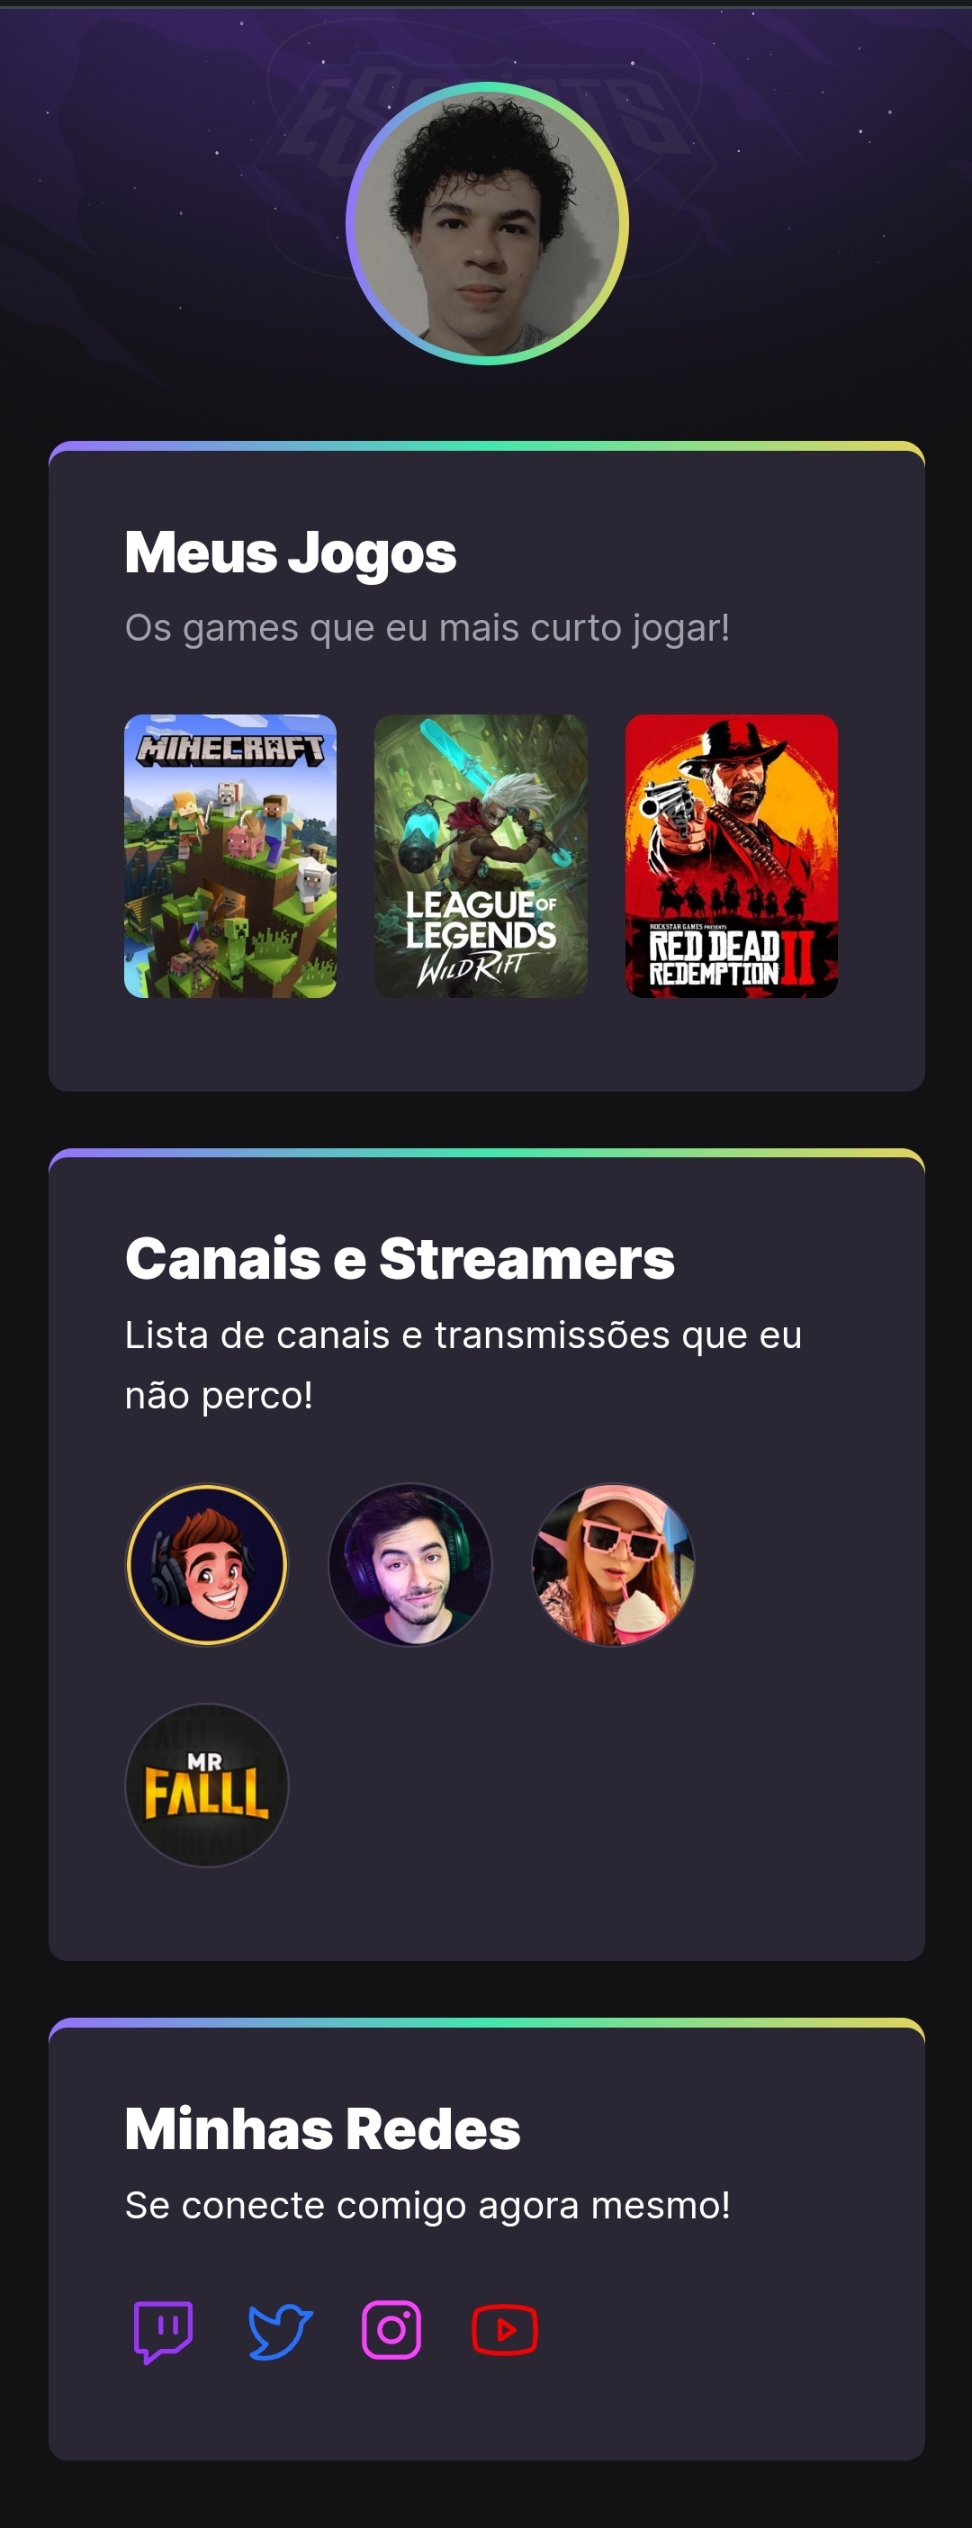 ESPORTS
Meus Jogos
Os games que eu mais curto jogar!
MINECRAFT
LEAGUE OF
LEGENDS
WILD RIFT
ROCKSTAR GAMES PRESENTS
RED DEAD
REDEMPTION II
Canais e Streamers
Lista de canais e transmissões que eu
não perco!
MR
FALLL
Minhas Redes
Se conecte comigo agora mesmo!